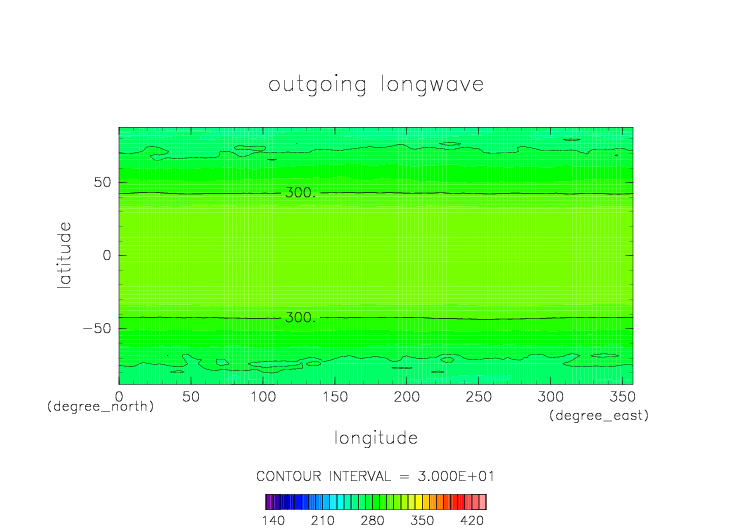 outgoing longwave
300.
300.
50
0
−50
latitude
0 50 100 150 200 250 300 350
(degree_north)
(degree_east)
longitude
CONTOUR INTERVAL = 3.000E+01
140 210 280 350 420